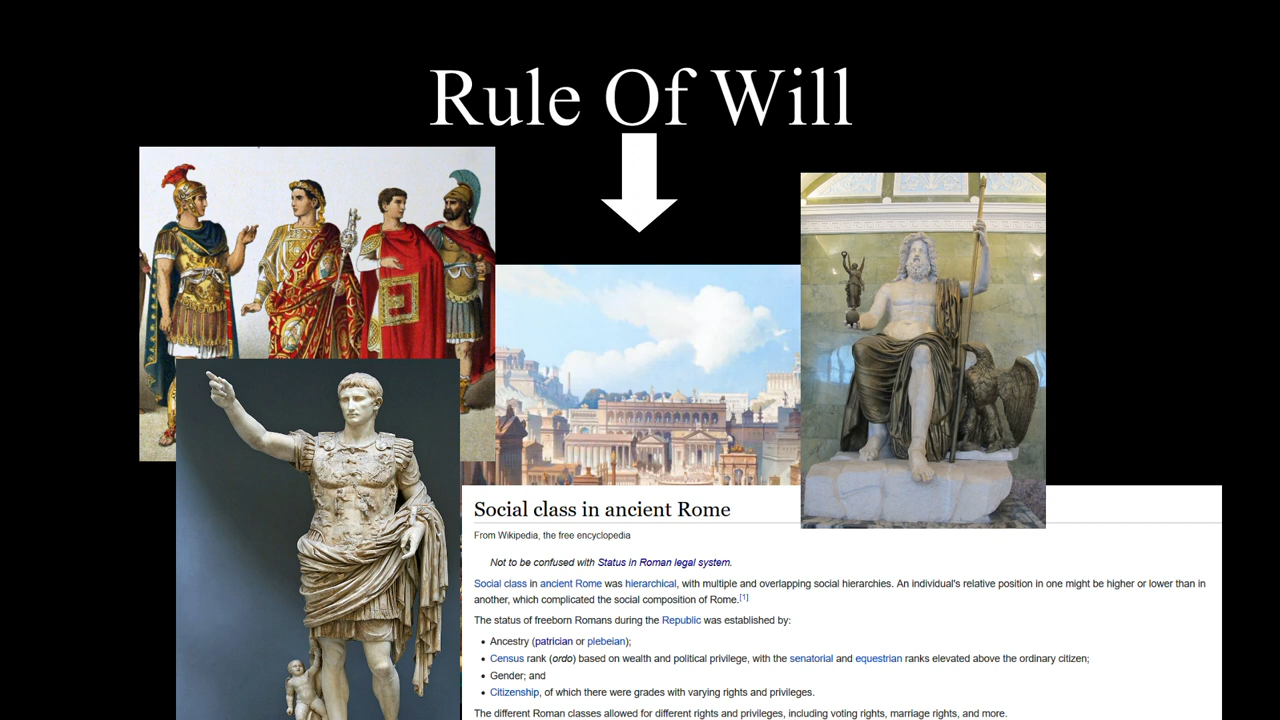 Rule Of Will
Social class in ancient Rome
From Wikipedia, the free encyclopedia
Not to be confused with Status in Roman legal system.
Social class in ancient Rome was hierarchical, with multiple and overlapping social hierarchies. An individual's relative position in one might be higher or lower than in
another, which complicated the social composition of Rome.[1]
The status of freeborn Romans during the Republic was established by:
• Ancestry (patrician or plebeian);
• Census rank (ordo) based on wealth and political privilege, with the senatorial and equestrian ranks elevated above the ordinary citizen;
• Gender; and
• Citizenship, of which there were grades with varying rights and privileges.
The different Roman classes allowed for different rights and privileges, including voting rights, marriage rights, and more.